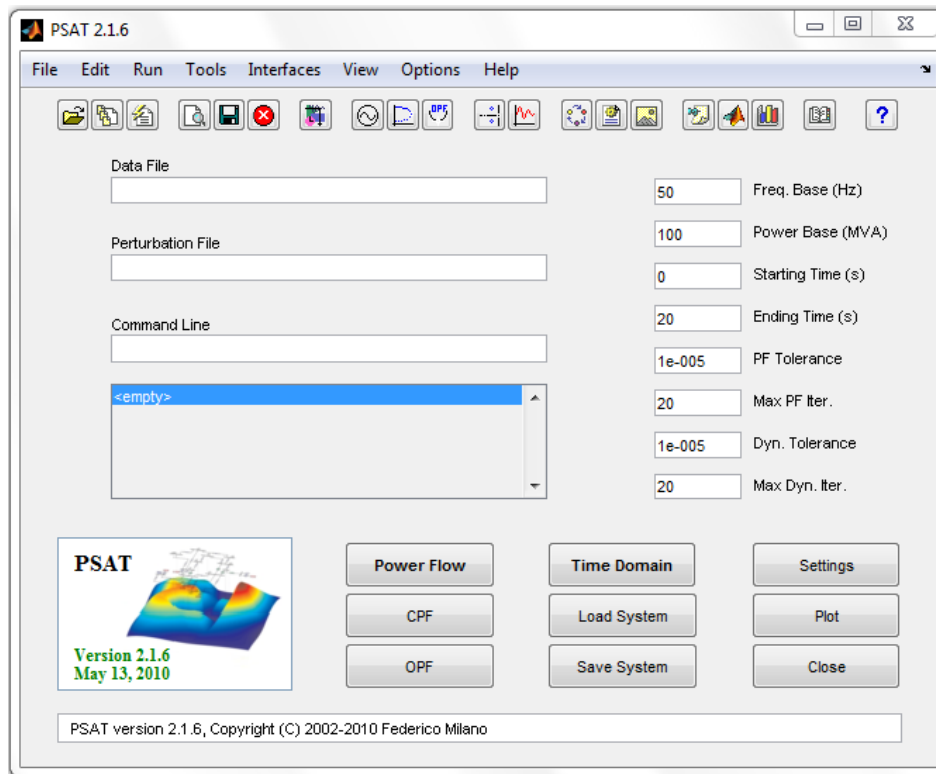 PSAT 2.1.6
File Edit Run Tools Interfaces View Options Help
OPF
Data File
50 Freq. Base (Hz)
Perturbation File
100 Power Base (MVA)
0 Starting Time (s)
Command Line
20 Ending Time (s)
1e-005 PF Tolerance
<empty>
20 Max PF Iter.
1e-005 Dyn. Tolerance
20 Max Dyn. Iter.
PSAT
Version 2.1.6
May 13, 2010
Power Flow Time Domain Settings
CPF Load System Plot
OPF Save System Close
PSAT version 2.1.6, Copyright (C) 2002-2010 Federico Milano